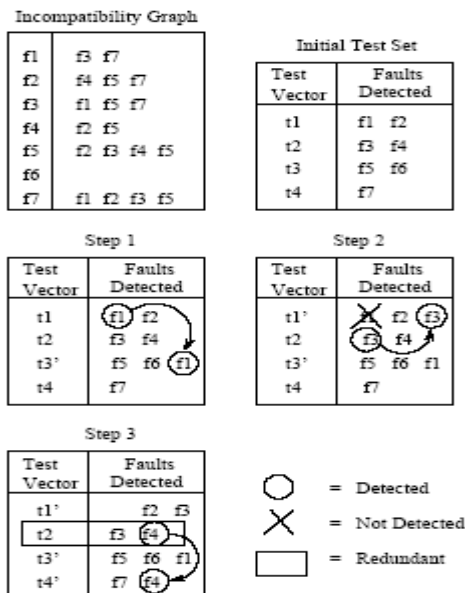 Incompatibility Graph
f1 f3 f7
f2 f4 f5 f7
f3 f1 f5 f7
f4 f2 f5
f5 f2 f3 f4 f5
f6
f7 f1 f2 f3 f5
Initial Test Set
Test Vector Faults Detected
t1 f1 f2
t2 f3 f4
t3 f5 f6
t4 f7
Step 1
Test Vector Faults Detected
t1 f1 f2
t2 f3 f4
t3’ f5 f6 f1
t4 f7
Step 2
Test Vector Faults Detected
t1’ f1 f2 f3
t2 f3 f4
t3’ f5 f6 f1
t4 f7
Step 3
Test Vector Faults Detected
t1’ f2 f3
t2 f3 f4
t3’ f5 f6 f1
t4’ f7 f4
= Detected
= Not Detected
= Redundant